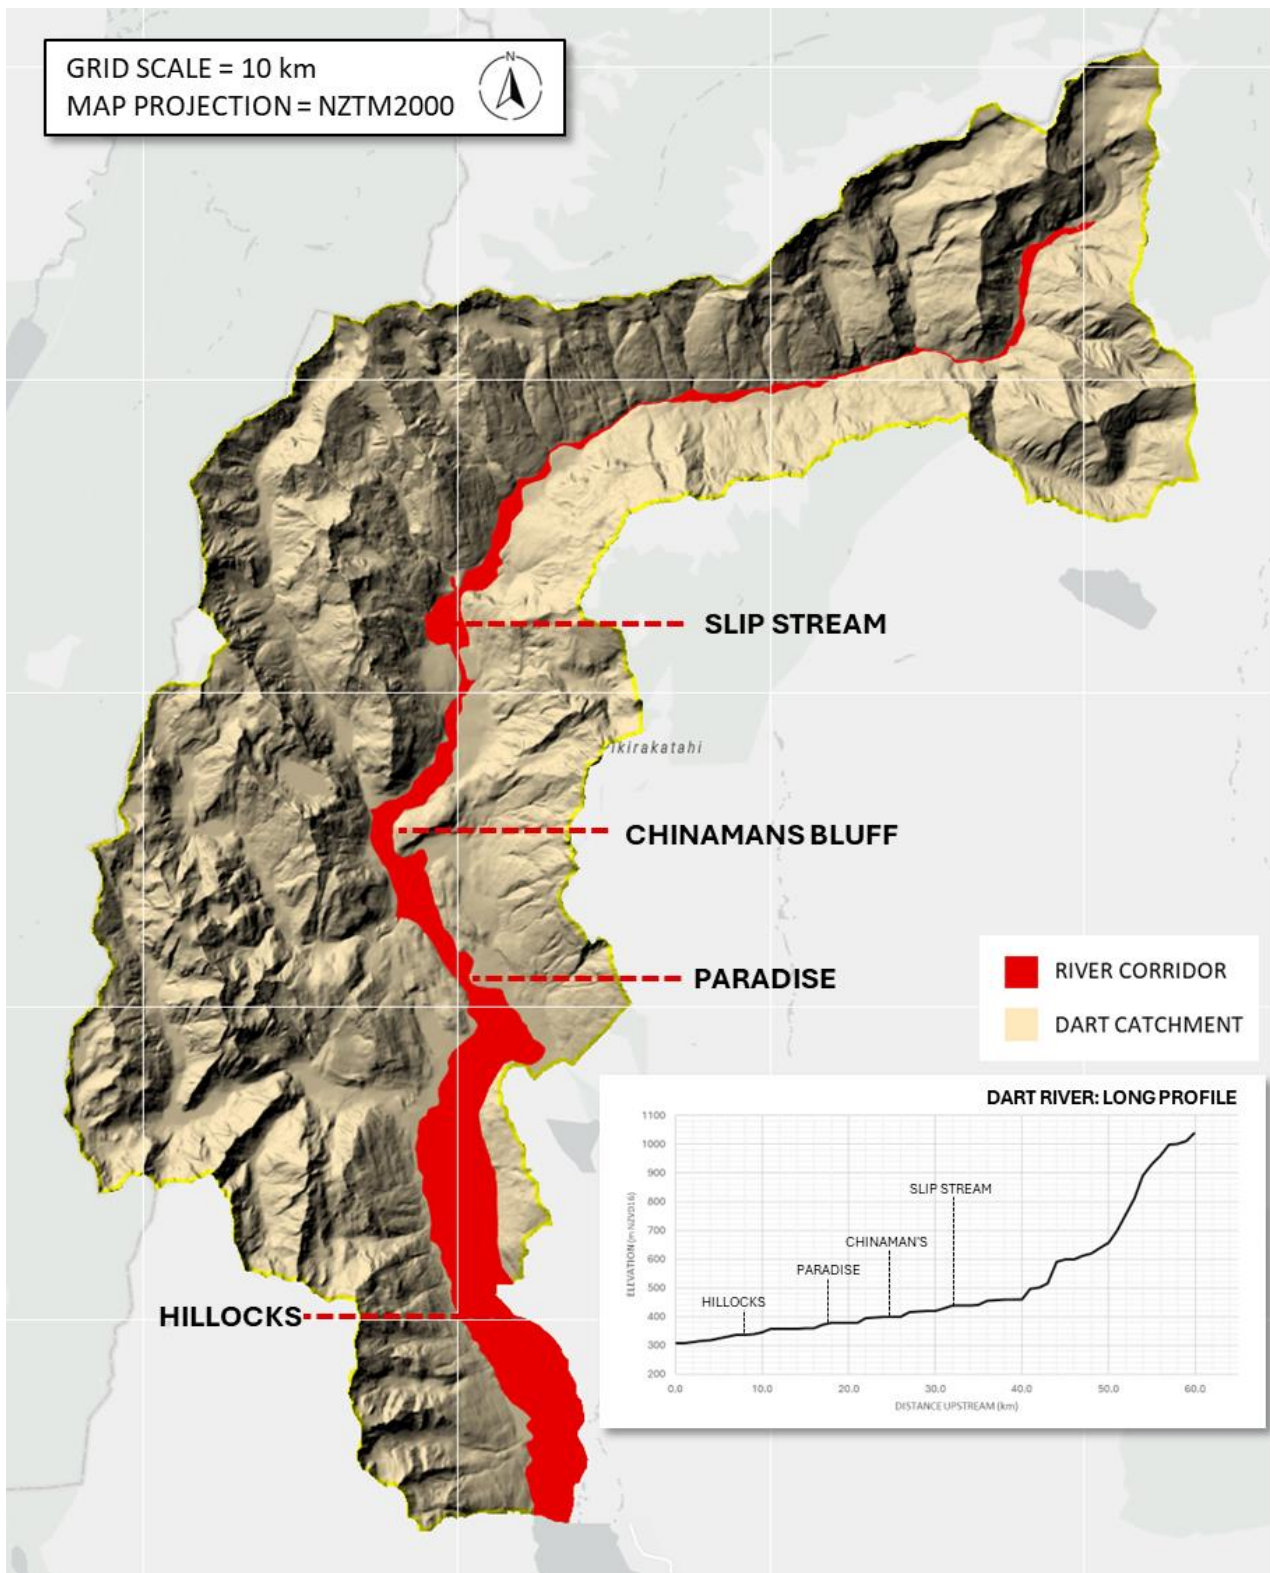 GRID SCALE = 10 km
MAP PROJECTION = NZTM2000
N
SLIP STREAM
ikirakatahi
CHINAMANS BLUFF
PARADISE
RIVER CORRIDOR
DART CATCHMENT
HILLOCKS
DART RIVER: LONG PROFILE
1100
1000
900
800
700
600
500
400
300
200
ELEVATION (m NZVD16)
SLIP STREAM
CHINAMAN'S
PARADISE
HILLOCKS
0.0 10.0 20.0 30.0 40.0 50.0 60.0
DISTANCE UPSTREAM (km)